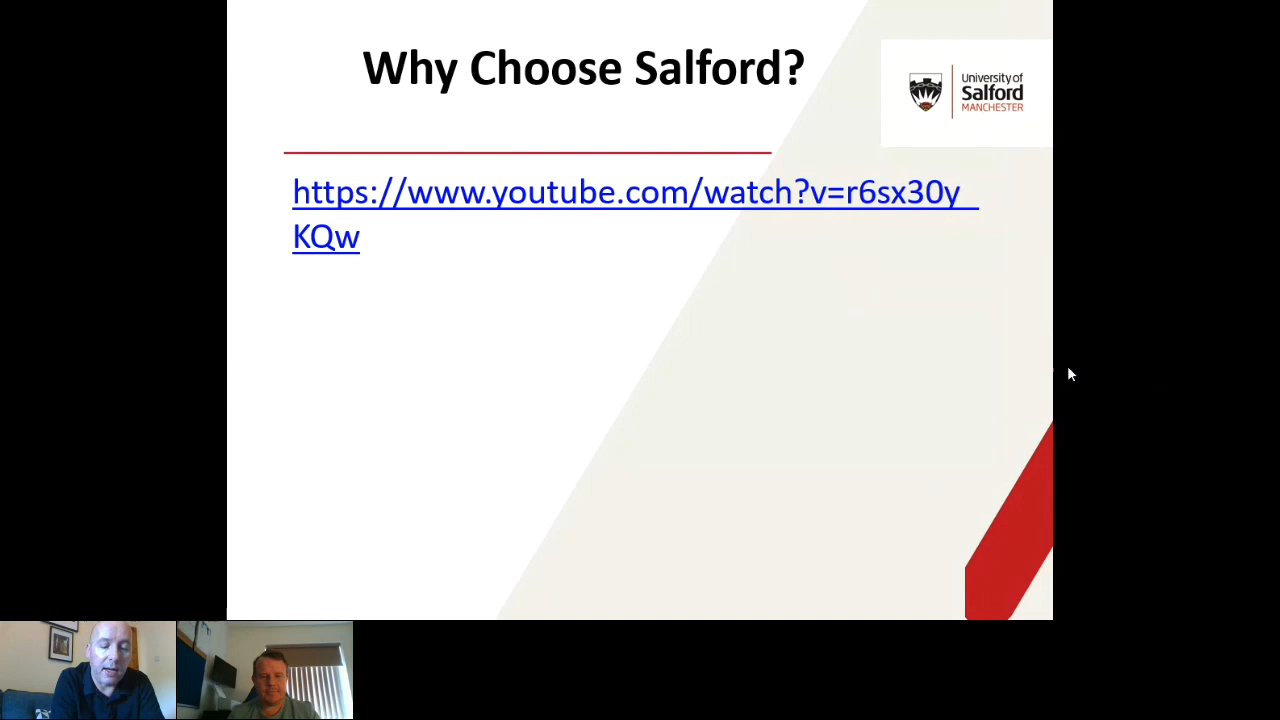 Why Choose Salford?
University of
Salford
MANCHESTER
https://www.youtube.com/watch?v=r6sx30y_
KQw